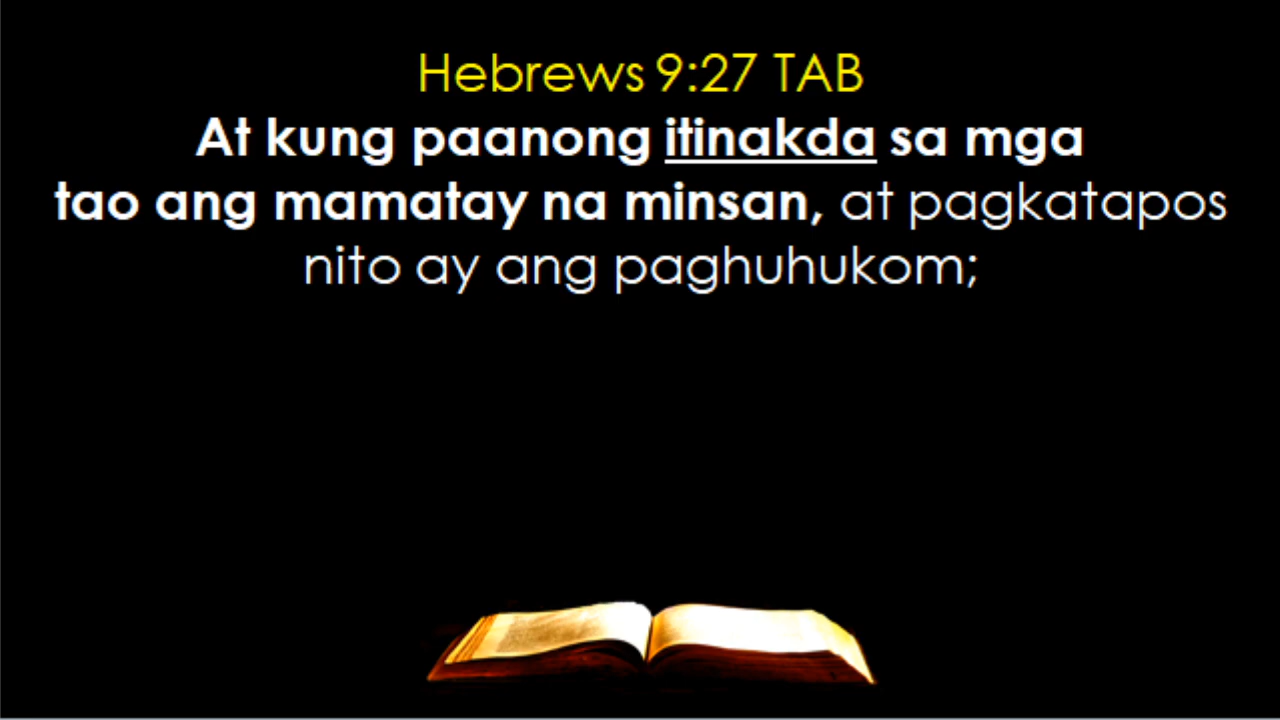 Hebrews 9:27 TAB
At kung paanong itinakda sa mga
tao ang mamatay na minsan, at pagkatapos
nito ay ang paghuhukom;